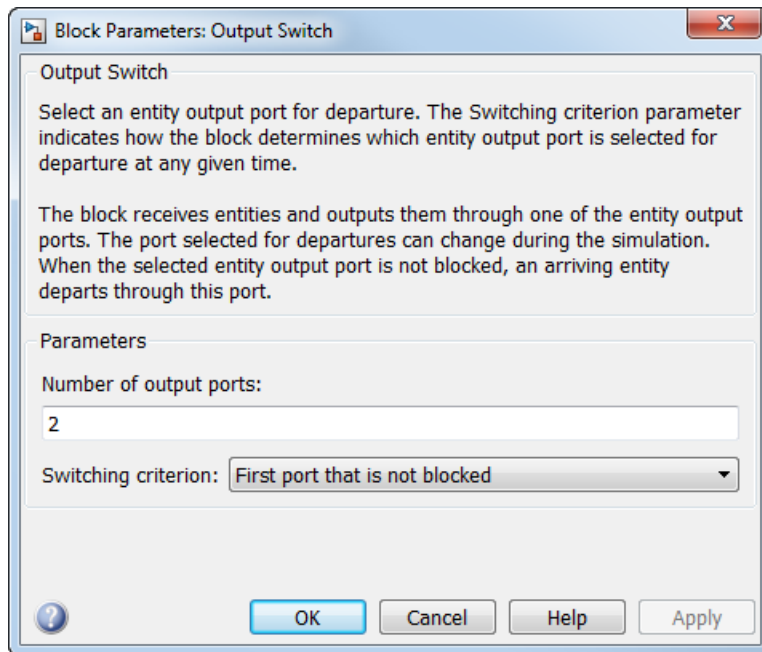 Block Parameters: Output Switch
Output Switch
Select an entity output port for departure. The Switching criterion parameter
indicates how the block determines which entity output port is selected for
departure at any given time.
The block receives entities and outputs them through one of the entity output
ports. The port selected for departures can change during the simulation.
When the selected entity output port is not blocked, an arriving entity
departs through this port.
Parameters
Number of output ports:
2
Switching criterion: First port that is not blocked
OK Cancel Help Apply